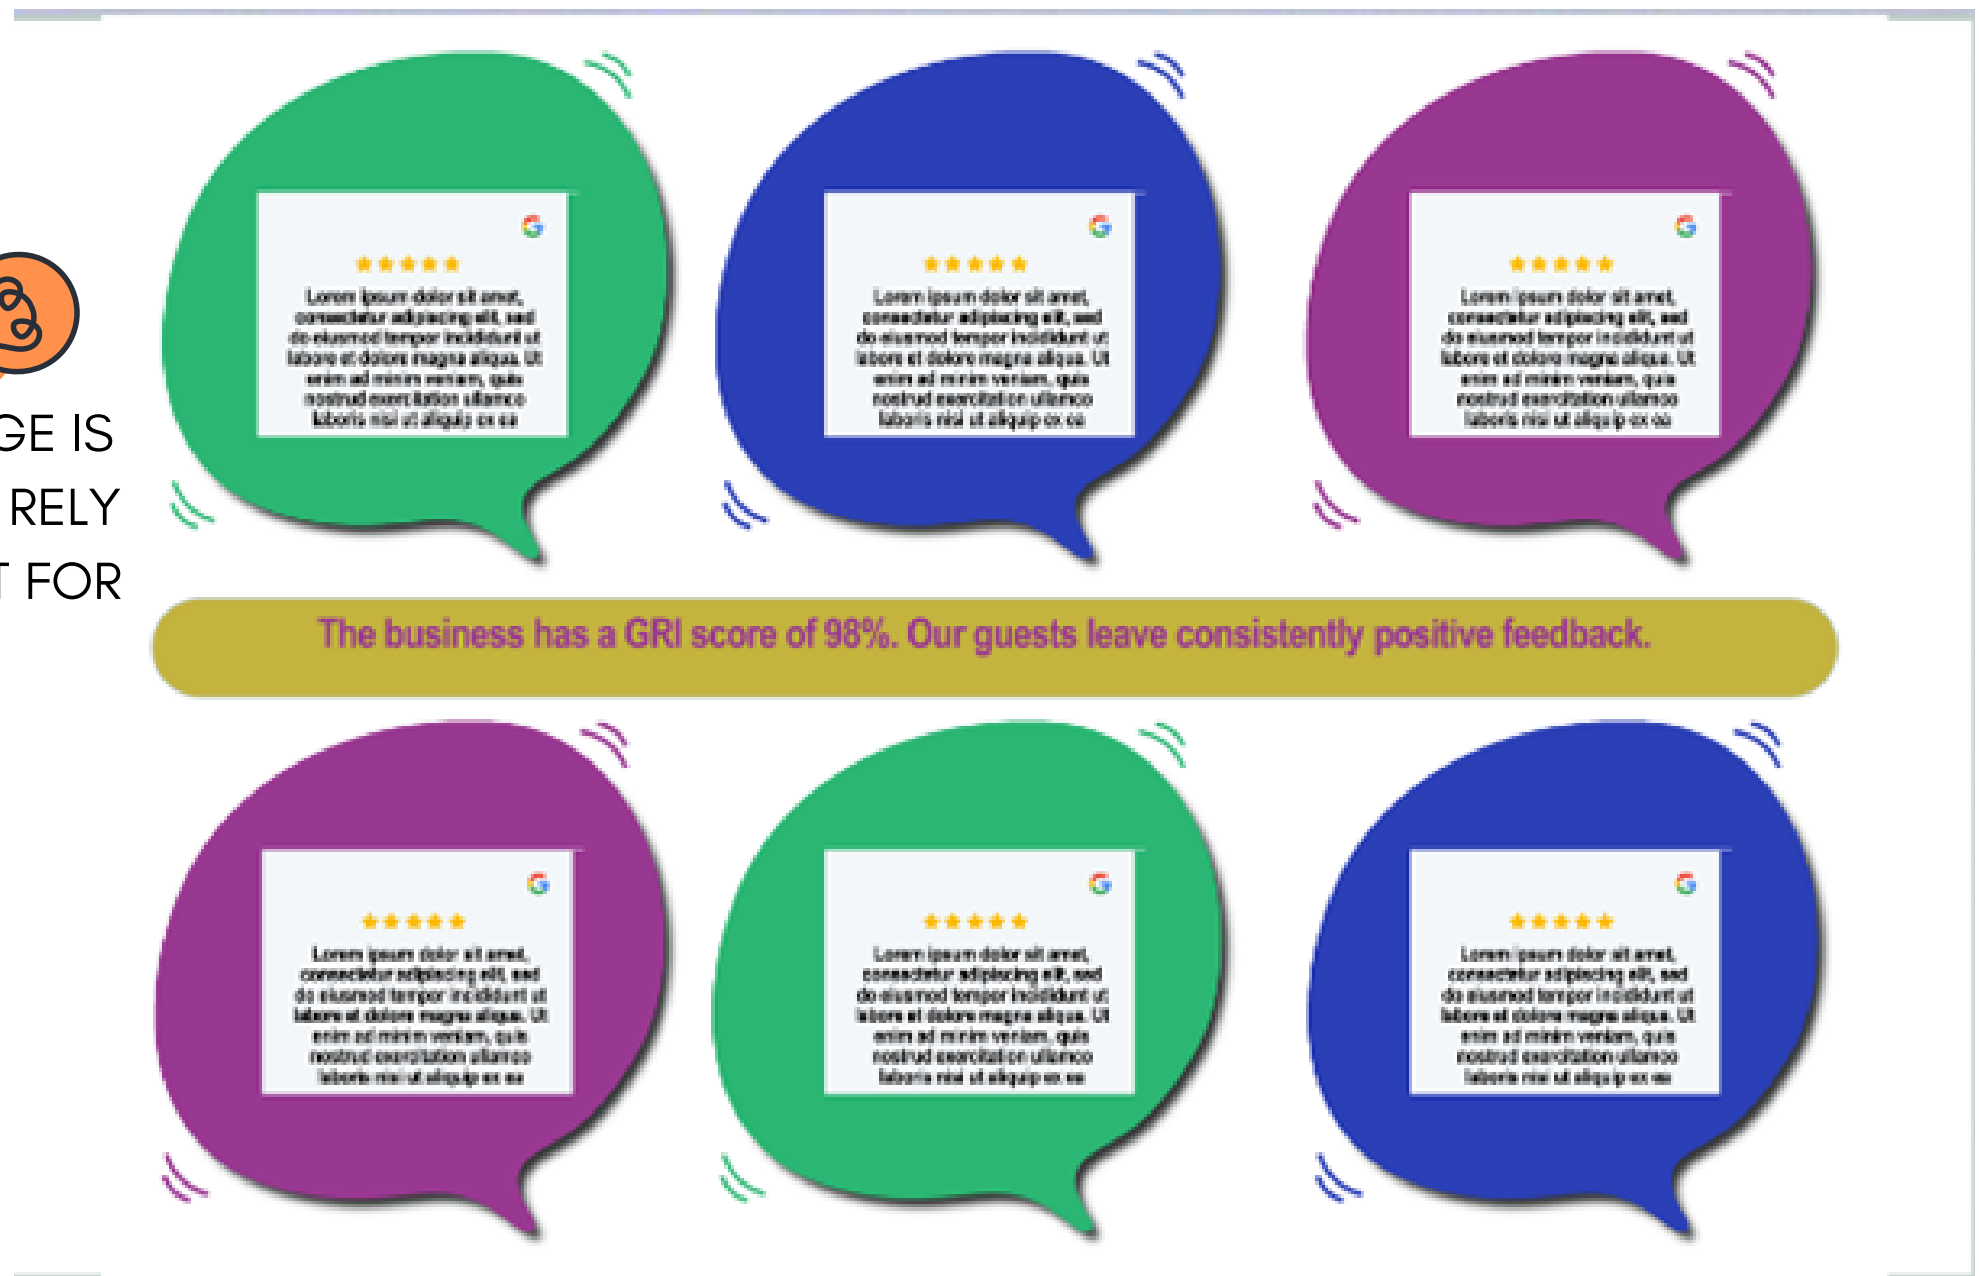 GE IS
RELY
T FOR
Lorem ipsum dolor sit amet,
consectetur adipiscing elit, sed
do eiusmod tempor incididunt ut
labore et dolore magna aliqua. Ut
enim ad minim veniam, quis
nostrud exercitation ullamco
laboris nisi ut aliquip ex ea
Lorem ipsum dolor sit amet,
consectetur adipiscing elit, sed
do eiusmod tempor incididunt ut
labore et dolore magna aliqua. Ut
enim ad minim veniam, quis
nostrud exercitation ullamco
laboris nisi ut aliquip ex ea
Lorem ipsum dolor sit amet,
consectetur adipiscing elit, sed
do eiusmod tempor incididunt ut
labore et dolore magna aliqua. Ut
enim ad minim veniam, quis
nostrud exercitation ullamco
laboris nisi ut aliquip ex ea
The business has a GRI score of 98%. Our guests leave consistently positive feedback.
Lorem ipsum dolor sit amet,
consectetur adipiscing elit, sed
do eiusmod tempor incididunt ut
labore et dolore magna aliqua. Ut
enim ad minim veniam, quis
nostrud exercitation ullamco
laboris nisi ut aliquip ex ea
Lorem ipsum dolor sit amet,
consectetur adipiscing elit, sed
do eiusmod tempor incididunt ut
labore et dolore magna aliqua. Ut
enim ad minim veniam, quis
nostrud exercitation ullamco
laboris nisi ut aliquip ex ea
Lorem ipsum dolor sit amet,
consectetur adipiscing elit, sed
do eiusmod tempor incididunt ut
labore et dolore magna aliqua. Ut
enim ad minim veniam, quis
nostrud exercitation ullamco
laboris nisi ut aliquip ex ea